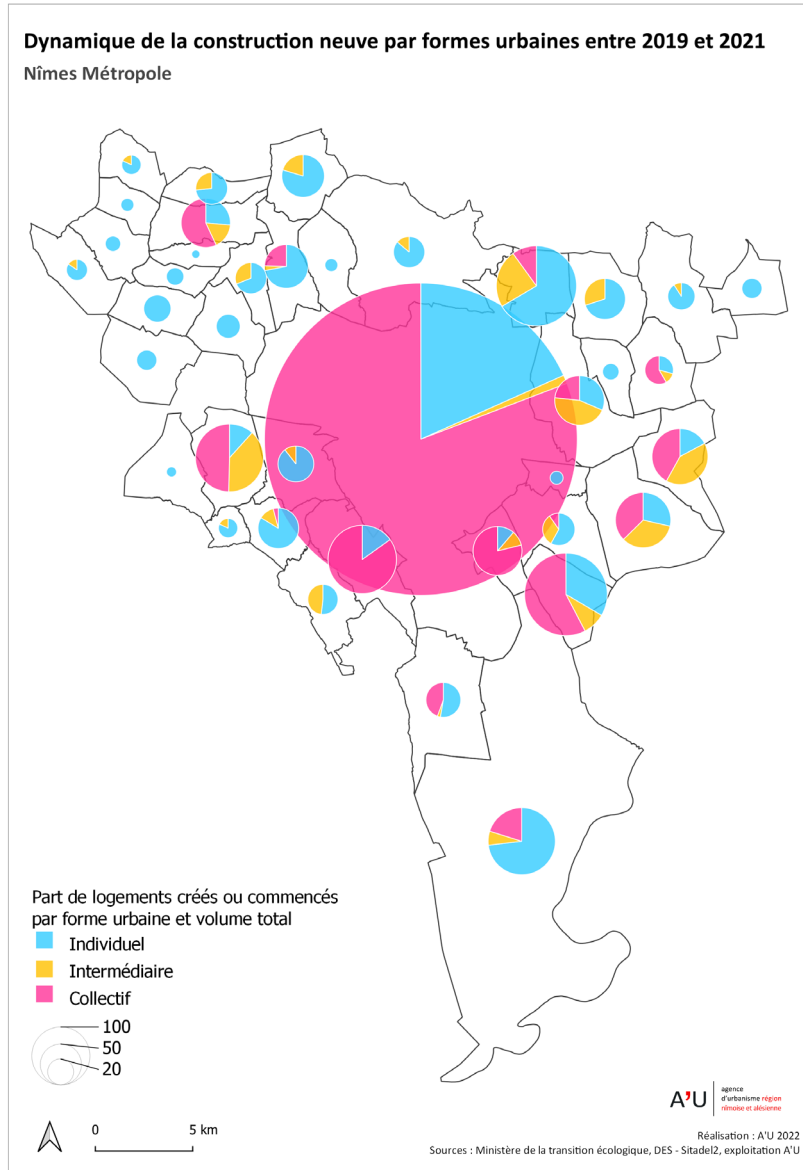 Dynamique de la construction neuve par formes urbaines entre 2019 et 2021
Nîmes Métropole
Part de logements créés ou commencés
par forme urbaine et volume total
Individuel
Intermédiaire
Collectif
100
50
20
0 5 km
A'U
agence
d'urbanisme région
nîmoise et alésienne
Réalisation : A'U 2022
Sources : Ministère de la transition écologique, DES - Sitadel2, exploitation A'U